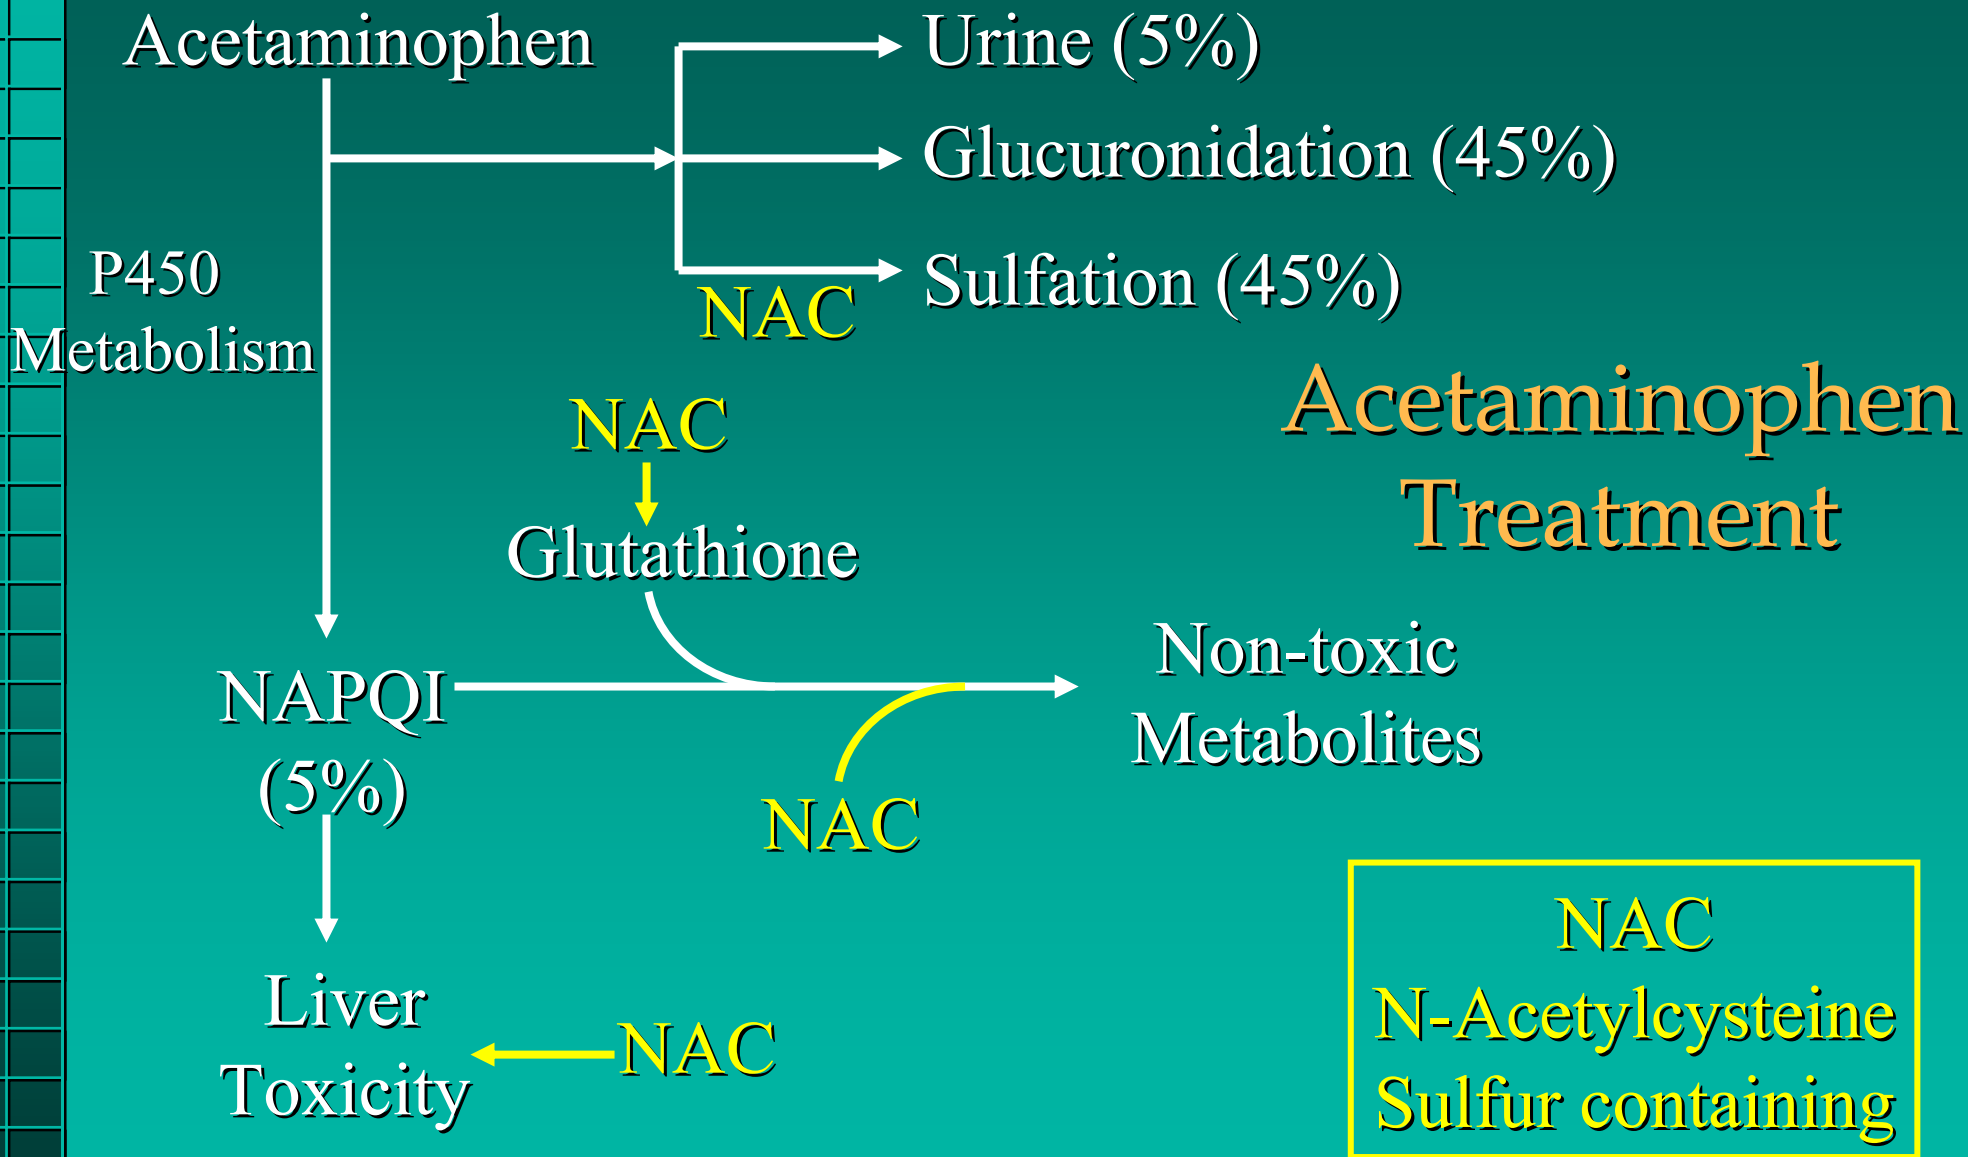 Acetaminophen
Urine (5%)
Glucuronidation (45%)
Sulfation (45%)
NAC
P450
Metabolism
NAC
Glutathione
Acetaminophen
Treatment
NAPQI
(5%)
Non-toxic
Metabolites
NAC
Liver
Toxicity
NAC
NAC
N-Acetylcysteine
Sulfur containing